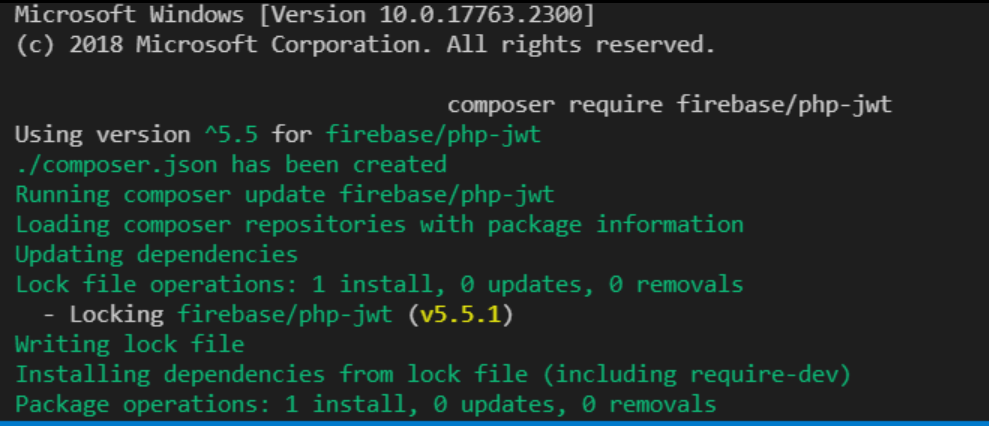 Microsoft Windows [Version 10.0.17763.2300]
(c) 2018 Microsoft Corporation. All rights reserved.
composer require firebase/php-jwt
Using version ^5.5 for firebase/php-jwt
./composer.json has been created
Running composer update firebase/php-jwt
Loading composer repositories with package information
Updating dependencies
Lock file operations: 1 install, 0 updates, 0 removals
  - Locking firebase/php-jwt (v5.5.1)
Writing lock file
Installing dependencies from lock file (including require-dev)
Package operations: 1 install, 0 updates, 0 removals